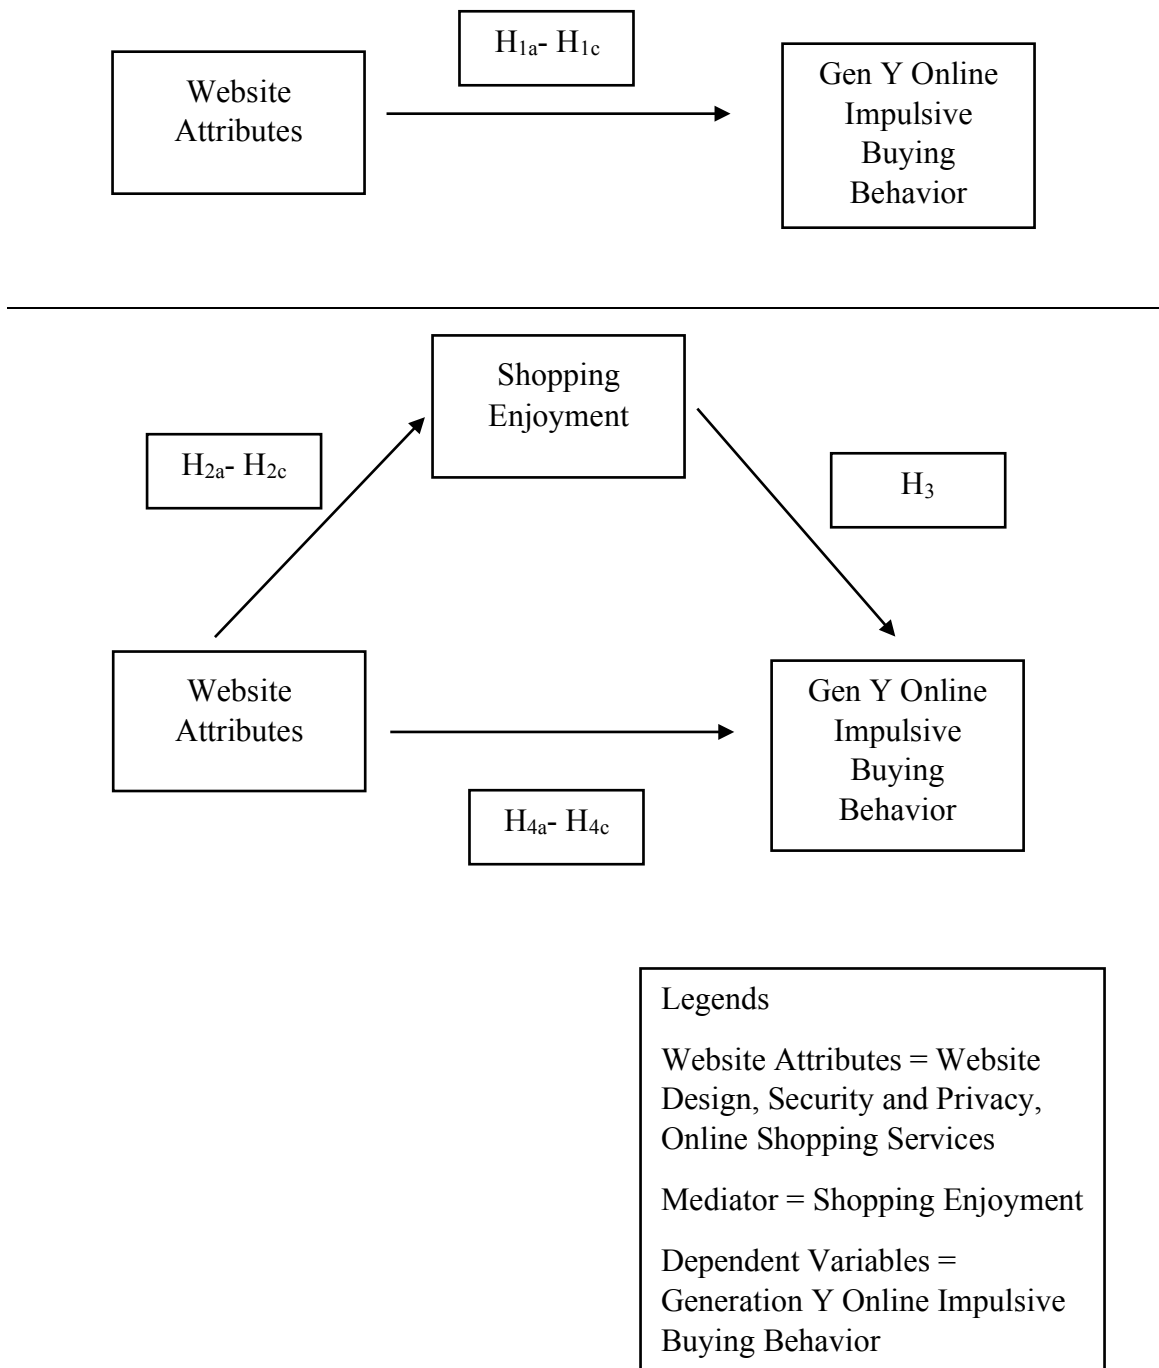 H1a- H1c
Website
Attributes
Gen Y Online
Impulsive
Buying
Behavior
Shopping
Enjoyment
H2a- H2c
H3
Website
Attributes
Gen Y Online
Impulsive
Buying
Behavior
H4a- H4c
Legends
Website Attributes = Website
Design, Security and Privacy,
Online Shopping Services
Mediator = Shopping Enjoyment
Dependent Variables =
Generation Y Online Impulsive
Buying Behavior